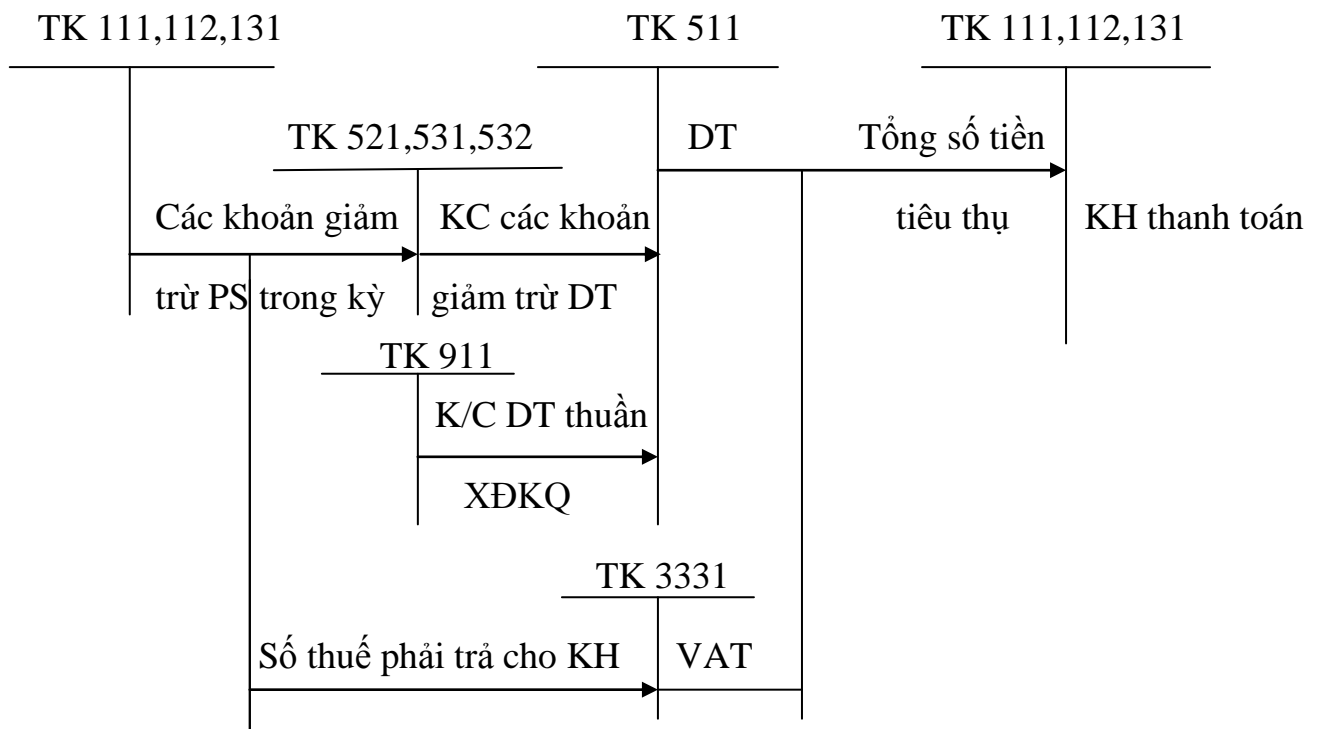 TK 111,112,131
TK 511
TK 111,112,131
TK 521,531,532
DT
Tổng số tiền
Các khoản giảm
KC các khoản
tiêu thụ
KH thanh toán
trừ PS trong kỳ
giảm trừ DT
TK 911
K/C DT thuần
XĐKQ
TK 3331
Số thuế phải trả cho KH
VAT